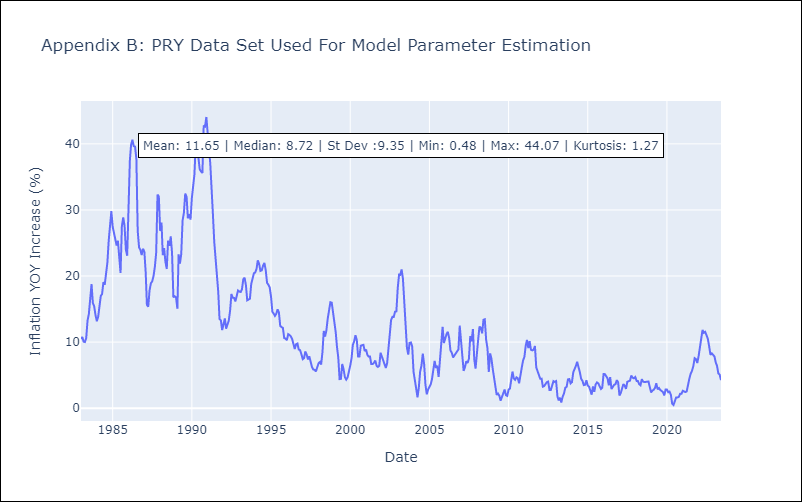 Appendix B: PRY Data Set Used For Model Parameter Estimation
Mean: 11.65 | Median: 8.72 | St Dev :9.35 | Min: 0.48 | Max: 44.07 | Kurtosis: 1.27
Inflation YOY Increase (%)
40
30
20
10
0
1985 1990 1995 2000 2005 2010 2015 2020
Date